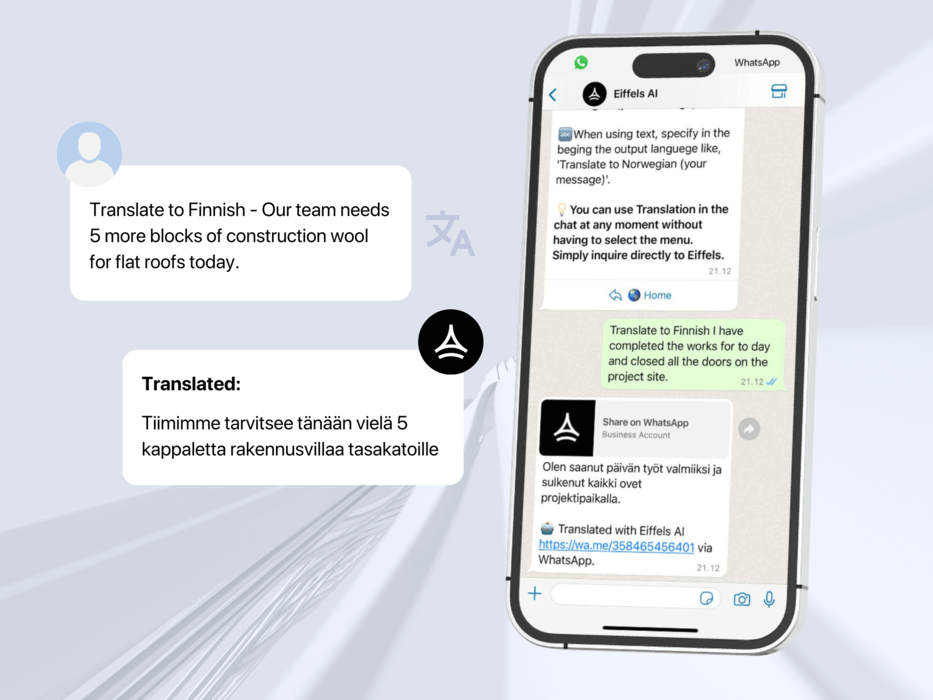 Translate to Finnish - Our team needs
5 more blocks of construction wool
for flat roofs today.
Translated:
Tiimimme tarvitsee tänään vielä 5
kappaletta rakennusvillaa tasakatoille
WhatsApp
Eiffels AI
When using text, specify in the
beging the output languege like,
'Translate to Norwegian (your
message)'.
You can use Translation in the
chat at any moment without
having to select the menu.
Simply inquire directly to Eiffels.
21.12
Home
Translate to Finnish I have
completed the works for to day
and closed all the doors on the
project site.
21.12
Share on WhatsApp
Business Account
Olen saanut päivän työt valmiiksi ja
sulkenut kaikki ovet
projektipaikalla.
Translated with Eiffels AI
https://wa.me/358465456401 via
WhatsApp.
21.12